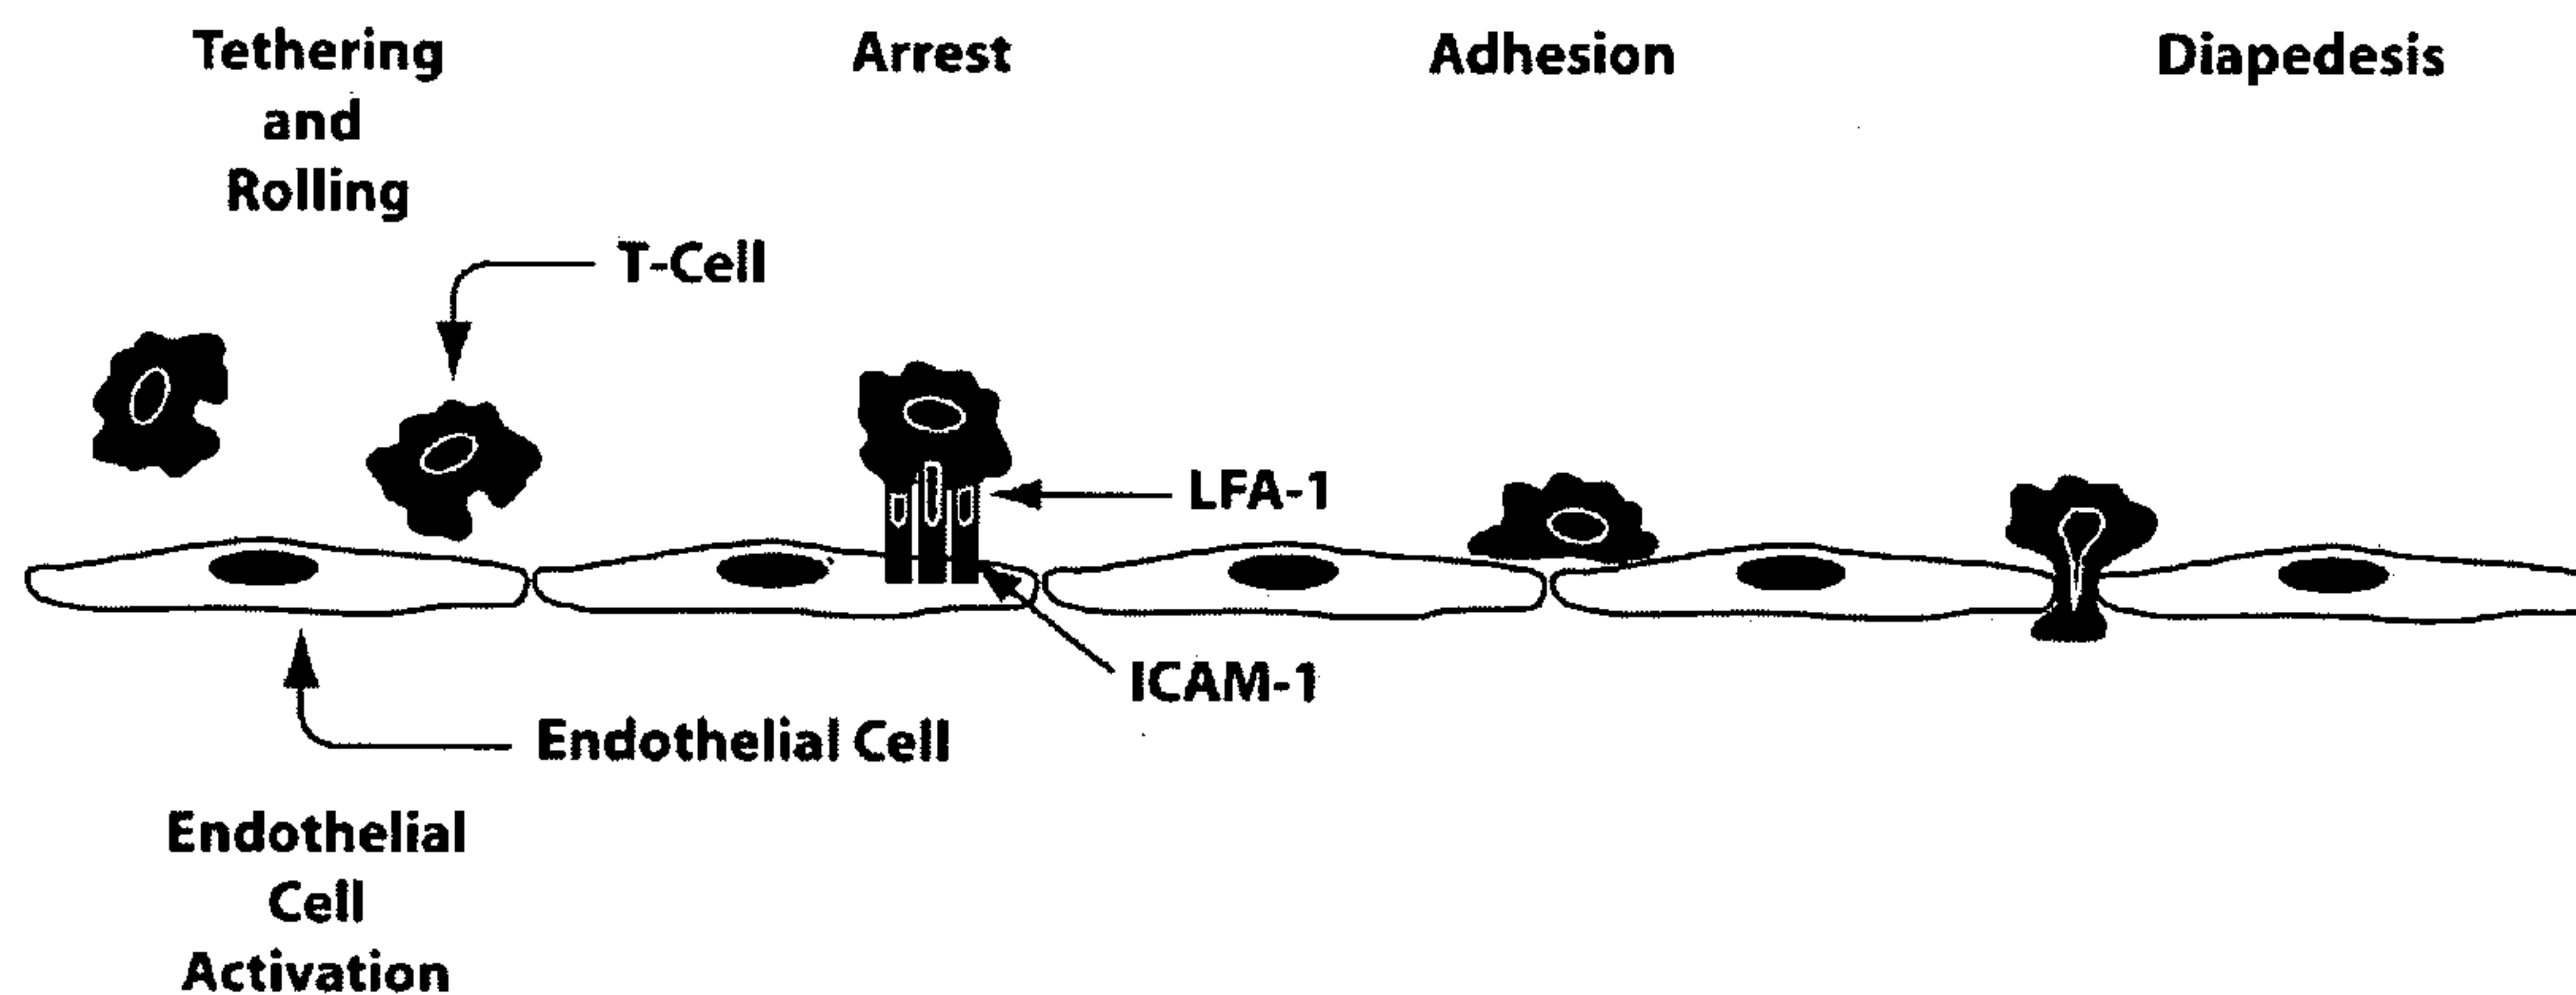 Tethering
and
Rolling
Arrest
Adhesion
Diapedesis
T-Cell
LFA-1
ICAM-1
Endothelial Cell
Endothelial
Cell
Activation